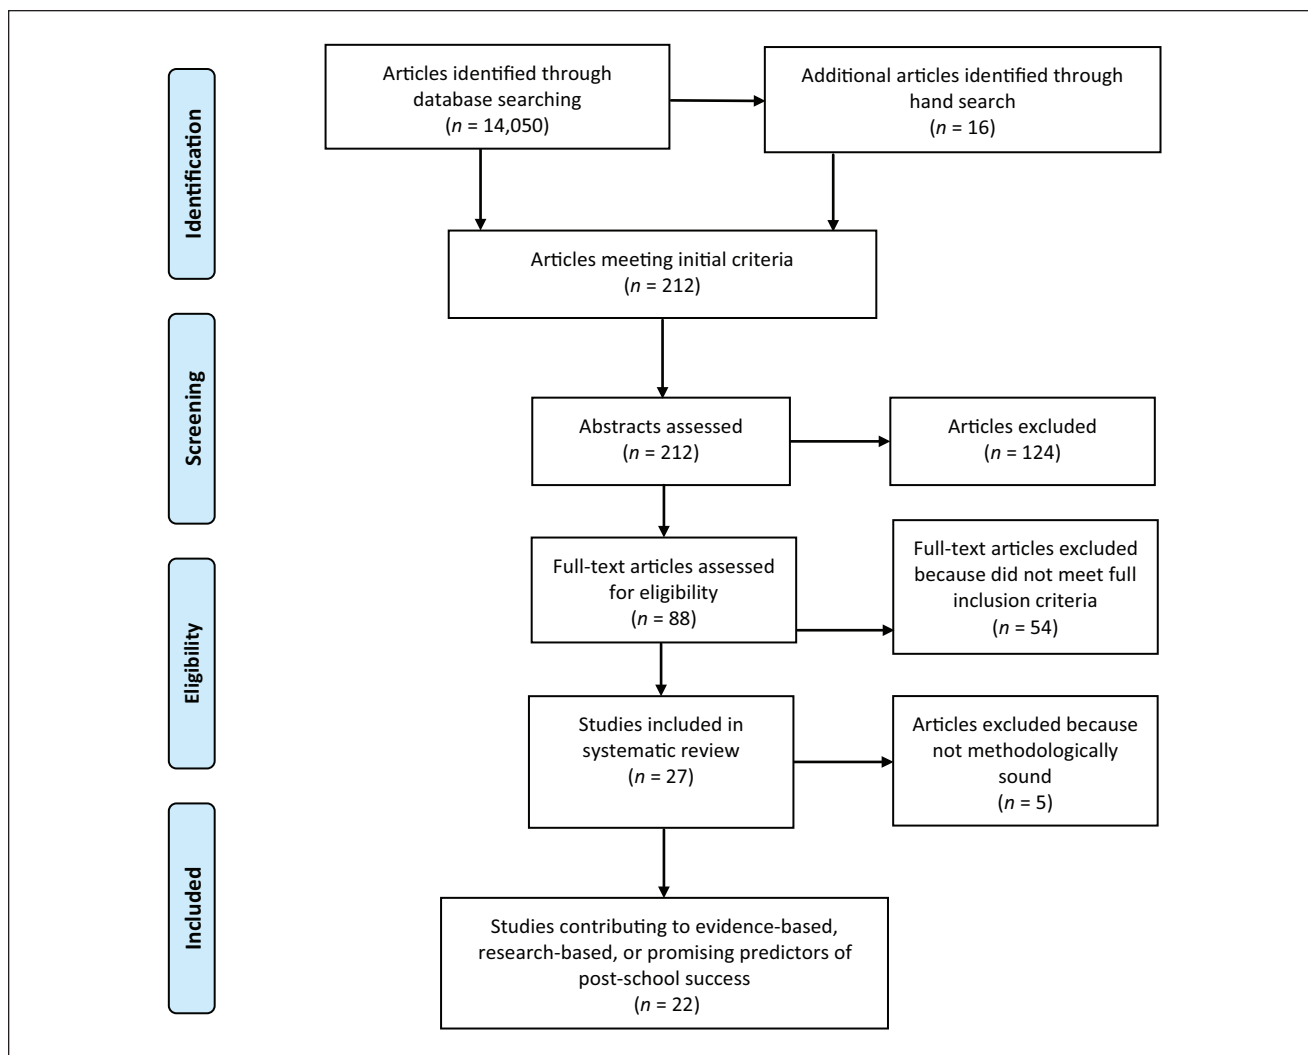 Identification
Articles identified through
database searching
(n = 14,050)
Additional articles identified through
hand search
(n = 16)
Articles meeting initial criteria
(n = 212)
Screening
Abstracts assessed
(n = 212)
Articles excluded
(n = 124)
Eligibility
Full-text articles assessed
for eligibility
(n = 88)
Full-text articles excluded
because did not meet full
inclusion criteria
(n = 54)
Studies included in
systematic review
(n = 27)
Articles excluded because
not methodologically
sound
(n = 5)
Included
Studies contributing to evidence-based,
research-based, or promising predictors of
post-school success
(n = 22)